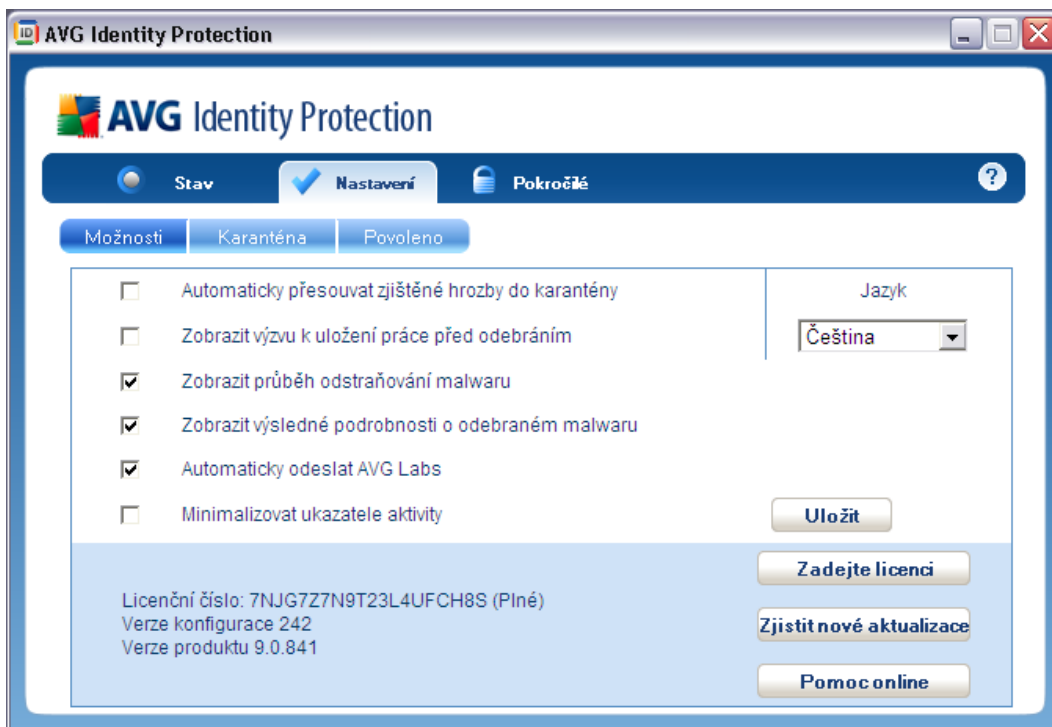 AVG Identity Protection
AVG Identity Protection
Stav
Nastavení
Pokročilé
?
Možnosti
Karanténa
Povoleno
Automaticky přesouvat zjištěné hrozby do karantény
Jazyk
Zobrazit výzvu k uložení práce před odebráním
Čeština
Zobrazit průběh odstraňování malwaru
Zobrazit výsledné podrobnosti o odebraném malwaru
Automaticky odeslat AVG Labs
Minimalizovat ukazatele aktivity
Uložit
Zadejte licenci
Licenční číslo: 7NJG7Z7N9T23L4UFCH8S (Plné)
Verze konfigurace 242
Zjistit nové aktualizace
Verze produktu 9.0.841
Pomoc online